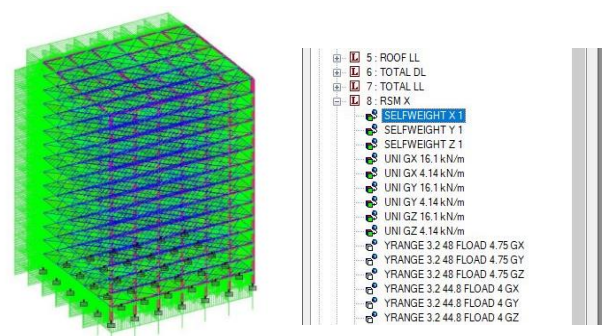 5 : ROOF LL
6 : TOTAL DL
7 : TOTAL LL
8 : RSM X
SELFWEIGHT X 1
SELFWEIGHT Y 1
SELFWEIGHT Z 1
UNI GX 16.1 kN/m
UNI GX 4.14 kN/m
UNI GY 16.1 kN/m
UNI GY 4.14 kN/m
UNI GZ 16.1 kN/m
UNI GZ 4.14 kN/m
YRANGE 3.2 48 FLOAD 4.75 GX
YRANGE 3.2 48 FLOAD 4.75 GY
YRANGE 3.2 48 FLOAD 4.75 GZ
YRANGE 3.2 44.8 FLOAD 4 GX
YRANGE 3.2 44.8 FLOAD 4 GY
YRANGE 3.2 44.8 FLOAD 4 GZ